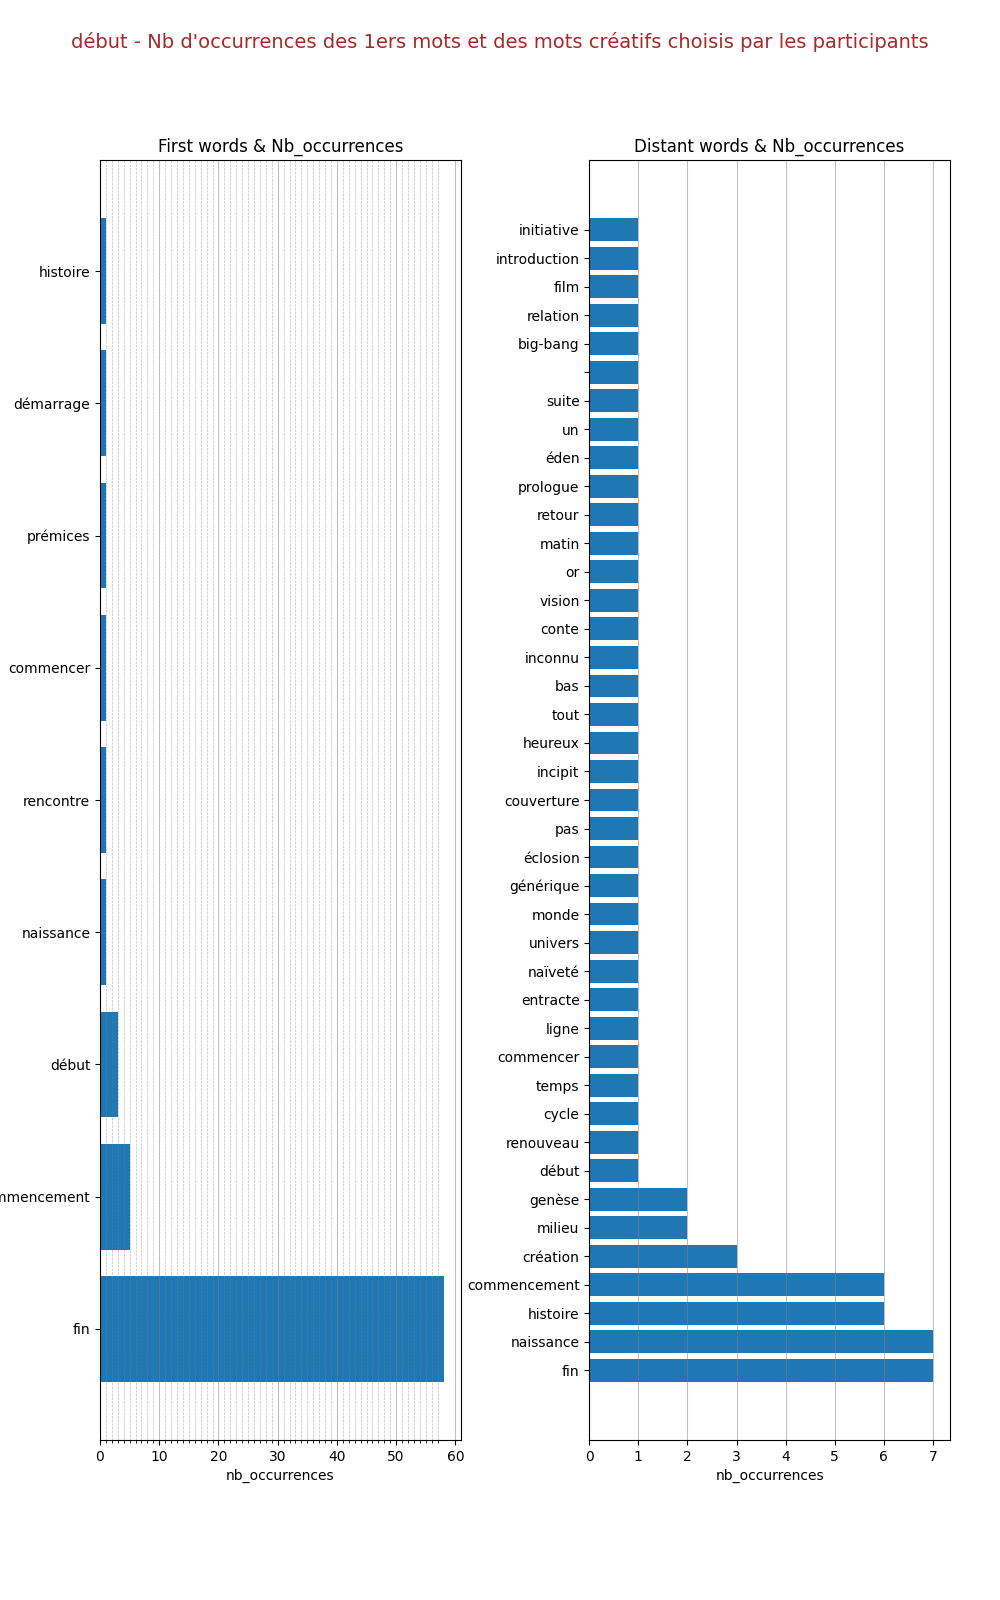 début - Nb d'occurrences des 1ers mots et des mots créatifs choisis par les participants
First words & Nb_occurrences
histoire
démarrage
prémices
commencer
rencontre
naissance
début
mmencement
fin
0 10 20 30 40 50 60
nb_occurrences
Distant words & Nb_occurrences
initiative
introduction
film
relation
big-bang
suite
un
éden
prologue
retour
matin
or
vision
conte
inconnu
bas
tout
heureux
incipit
couverture
pas
éclosion
générique
monde
univers
naïveté
entracte
ligne
commencer
temps
cycle
renouveau
début
genèse
milieu
création
commencement
histoire
naissance
fin
0 1 2 3 4 5 6 7
nb_occurrences